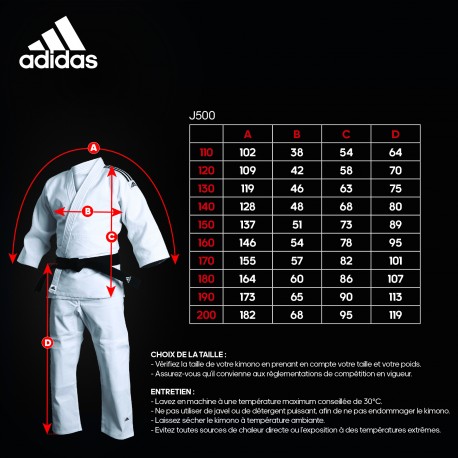 adidas
J500
A B C D
110 102 38 54 64
120 109 42 58 70
130 119 46 63 75
140 128 48 68 80
150 137 51 73 89
160 146 54 78 95
170 155 57 82 101
180 164 60 86 107
190 173 65 90 113
200 182 68 95 119
A
B
C
D
CHOIX DE LA TAILLE :
- Vérifiez la taille de votre kimono en prenant en compte votre taille et votre poids.
- Assurez-vous qu'il convienne aux règlementations de compétition en vigueur.
ENTRETIEN :
- Lavez en machine à une température maximum conseillée de 30°C.
- Ne pas utiliser de javel ou de détergent puissant, afin de ne pas endommager le kimono.
- Laissez sécher le kimono à température ambiante.
- Evitez toutes sources de chaleur directe ou l'exposition à des températures extrêmes.